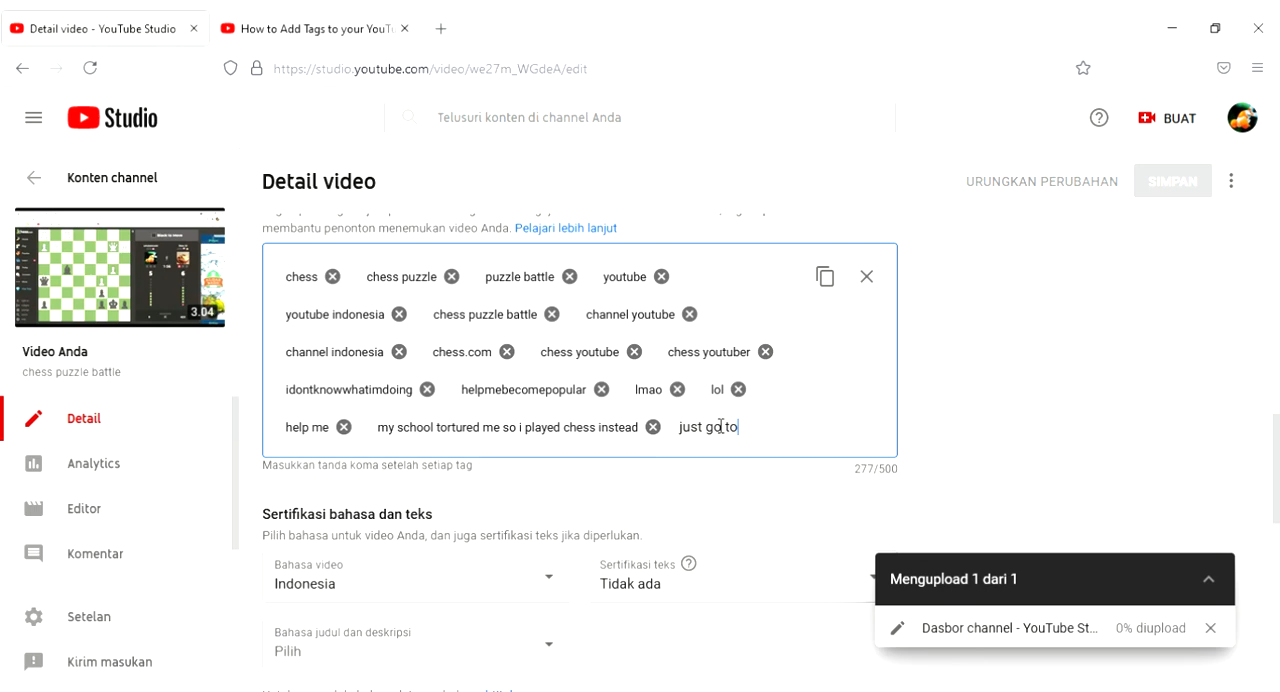 Detail video - YouTube Studio
How to Add Tags to your YouT
https://studio.youtube.com/video/we27m_WGdeA/edit
Studio
Telusuri konten di channel Anda
BUAT
Konten channel
Detail video
URUNGKAN PERUBAHAN
SIMPAN
membantu penonton menemukan video Anda. Pelajari lebih lanjut
chess
chess puzzle
puzzle battle
youtube
youtube indonesia
chess puzzle battle
channel youtube
channel indonesia
chess.com
chess youtube
chess youtuber
idontknowwhatimdoing
helpmebecomepopular
lmao
lol
help me
my school tortured me so i played chess instead
just go to
Masukkan tanda koma setelah setiap tag
277/500
3.04
Video Anda
chess puzzle battle
Detail
Analytics
Editor
Komentar
Setelan
Kirim masukan
Sertifikasi bahasa dan teks
Pilih bahasa untuk video Anda, dan juga sertifikasi teks jika diperlukan.
Bahasa video
Indonesia
Sertifikasi teks
Tidak ada
Bahasa judul dan deskripsi
Pilih
Mengupload 1 dari 1
Dasbor channel - YouTube St...
0% diupload